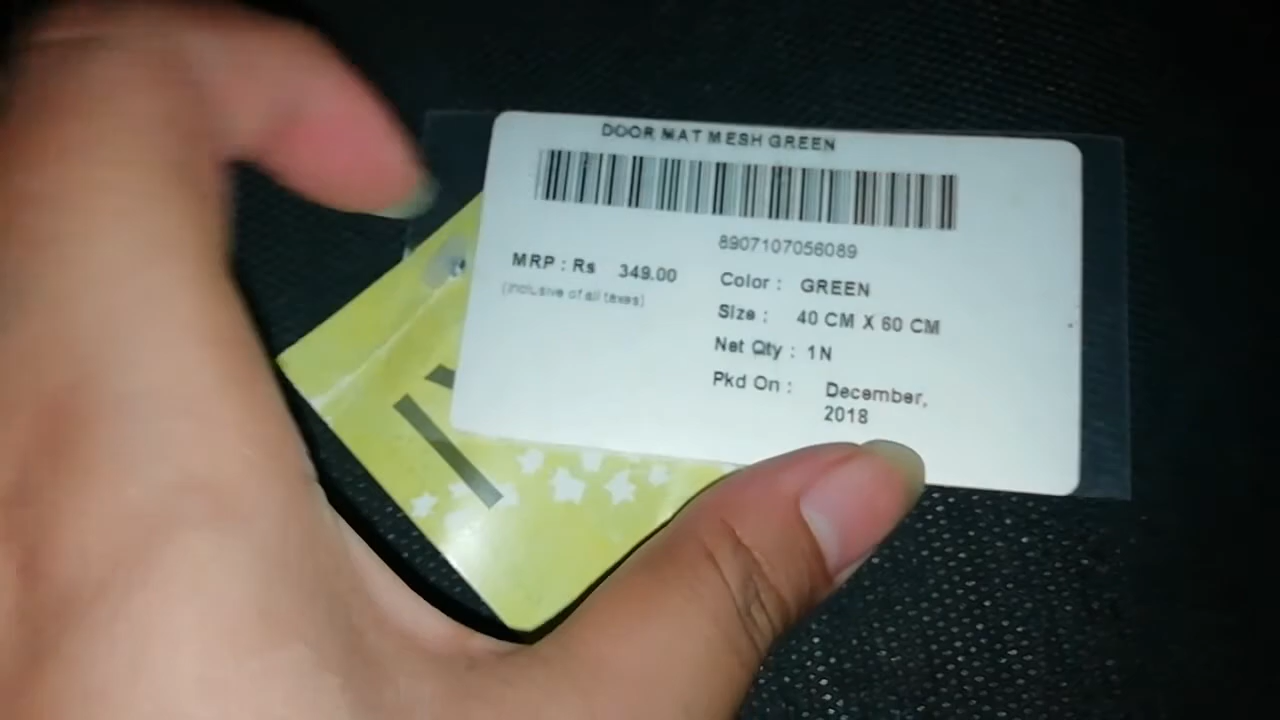 DOOR MAT MESH GREEN
8907107056089
MRP : Rs 349.00
(inclusive of all taxes)
Color : GREEN
Size : 40 CM X 60 CM
Net Qty : 1N
Pkd On : December,
2018